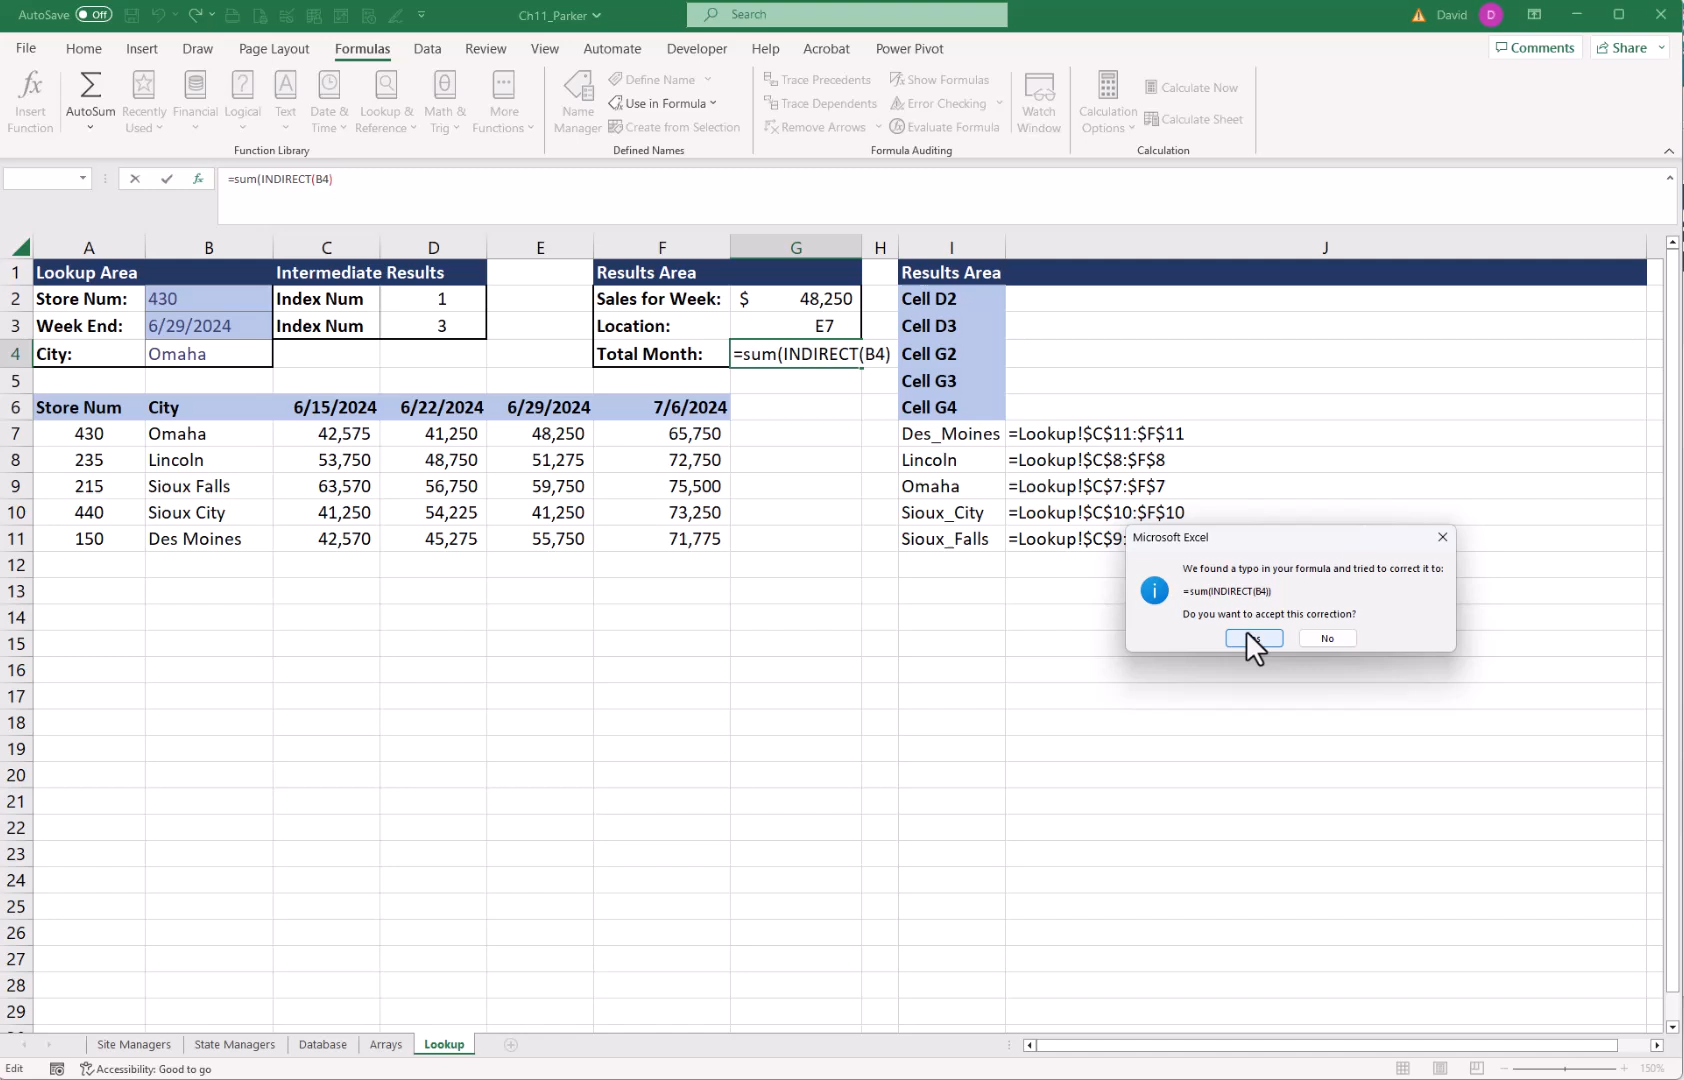 AutoSave Off Ch11_Parker Search David D
File Home Insert Draw Page Layout Formulas Data Review View Automate Developer Help Acrobat Power Pivot Comments Share
Insert Function AutoSum Recently Used Financial Logical Text Date & Time Lookup & Reference Math & Trig More Functions
Function Library
Name Manager Define Name Use in Formula Create from Selection
Defined Names
Trace Precedents Show Formulas
Trace Dependents Error Checking
Remove Arrows Evaluate Formula
Formula Auditing
Watch Window
Calculation Options Calculate Now Calculate Sheet
Calculation
fx =sum(INDIRECT(B4)
A B C D E F G H I J
1 Lookup Area Intermediate Results Results Area Results Area
2 Store Num: 430 Index Num 1 Sales for Week: $ 48,250 Cell D2
3 Week End: 6/29/2024 Index Num 3 Location: E7 Cell D3
4 City: Omaha Total Month: =sum(INDIRECT(B4) Cell G2
5 Cell G3
6 Store Num City 6/15/2024 6/22/2024 6/29/2024 7/6/2024 Cell G4
7 430 Omaha 42,575 41,250 48,250 65,750 Des_Moines =Lookup!$C$11:$F$11
8 235 Lincoln 53,750 48,750 51,275 72,750 Lincoln =Lookup!$C$8:$F$8
9 215 Sioux Falls 63,570 56,750 59,750 75,500 Omaha =Lookup!$C$7:$F$7
10 440 Sioux City 41,250 54,225 41,250 73,250 Sioux_City =Lookup!$C$10:$F$10
11 150 Des Moines 42,570 45,275 55,750 71,775 Sioux_Falls =Lookup!$C$9:
12
13
14
15
16
17
18
19
20
21
22
23
24
25
26
27
28
29
Microsoft Excel
We found a typo in your formula and tried to correct it to:
=sum(INDIRECT(B4))
Do you want to accept this correction?
No
Site Managers State Managers Database Arrays Lookup
Edit Accessibility: Good to go 150%